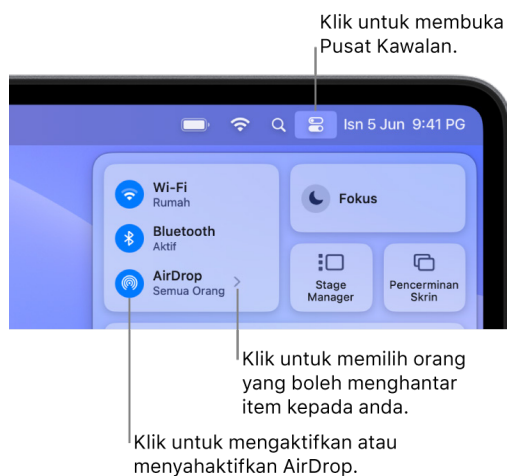 Klik untuk membuka
Pusat Kawalan.
Isn 5 Jun 9:41 PG
Wi-Fi
Rumah
Fokus
Bluetooth
Aktif
AirDrop
Semua Orang
Stage
Manager
Pencerminan
Skrin
Klik untuk memilih orang
yang boleh menghantar
item kepada anda.
Klik untuk mengaktifkan atau
menyahaktifkan AirDrop.